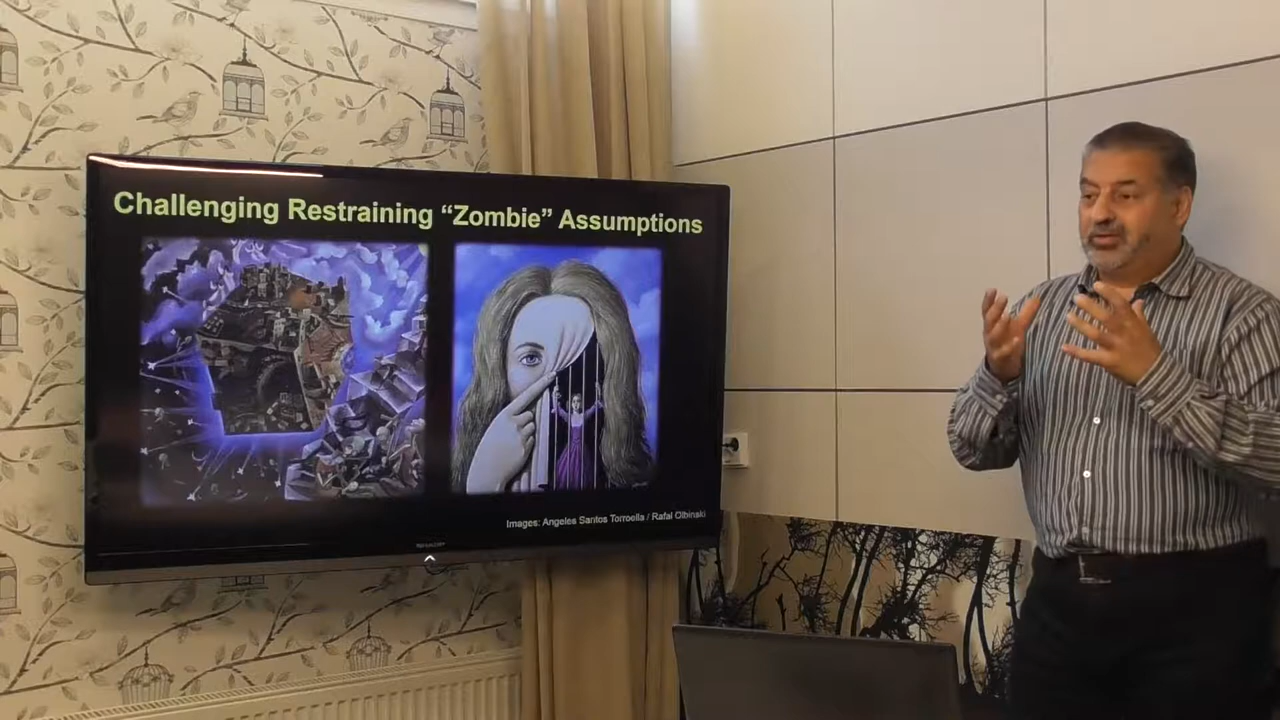 Challenging Restraining “Zombie” Assumptions
Images: Angeles Santos Torroella / Rafal Olbinski